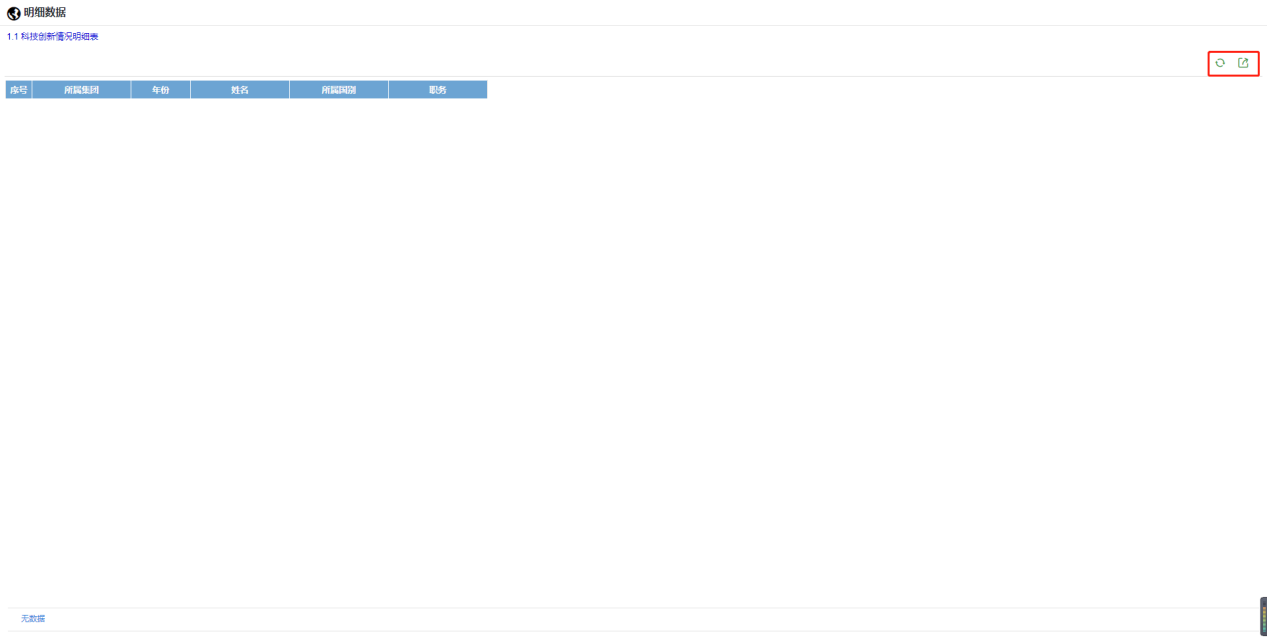 明细数据
1.1 科技创新情况明细表
序号 所属集团 年份 姓名 所属国别 职务
无数据